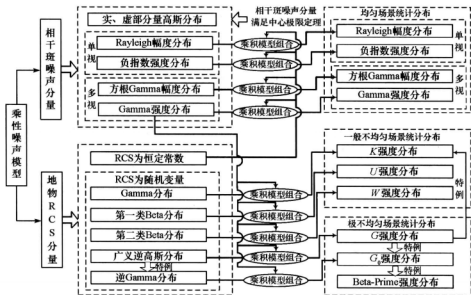 乘性噪声模型
相干斑噪声分量
地物RCS分量
实、虚部分量高斯分布
单视
Rayleigh幅度分布
负指数强度分布
多视
方根Gamma幅度分布
Gamma强度分布
相干斑噪声分量
满足中心极限定理
乘积模型组合
乘积模型组合
乘积模型组合
乘积模型组合
均匀场景统计分布
Rayleigh幅度分布
负指数强度分布
单视
方根Gamma幅度分布
Gamma强度分布
多视
RCS为恒定常数
RCS为随机变量
Gamma分布
第一类Beta分布
第二类Beta分布
广义逆高斯分布
特例
逆Gamma分布
乘积模型组合
乘积模型组合
乘积模型组合
乘积模型组合
乘积模型组合
一般不均匀场景统计分布
K强度分布
U强度分布
W强度分布
特例
极不均匀场景统计分布
G强度分布
特例
G₀强度分布
特例
Beta-Prime强度分布